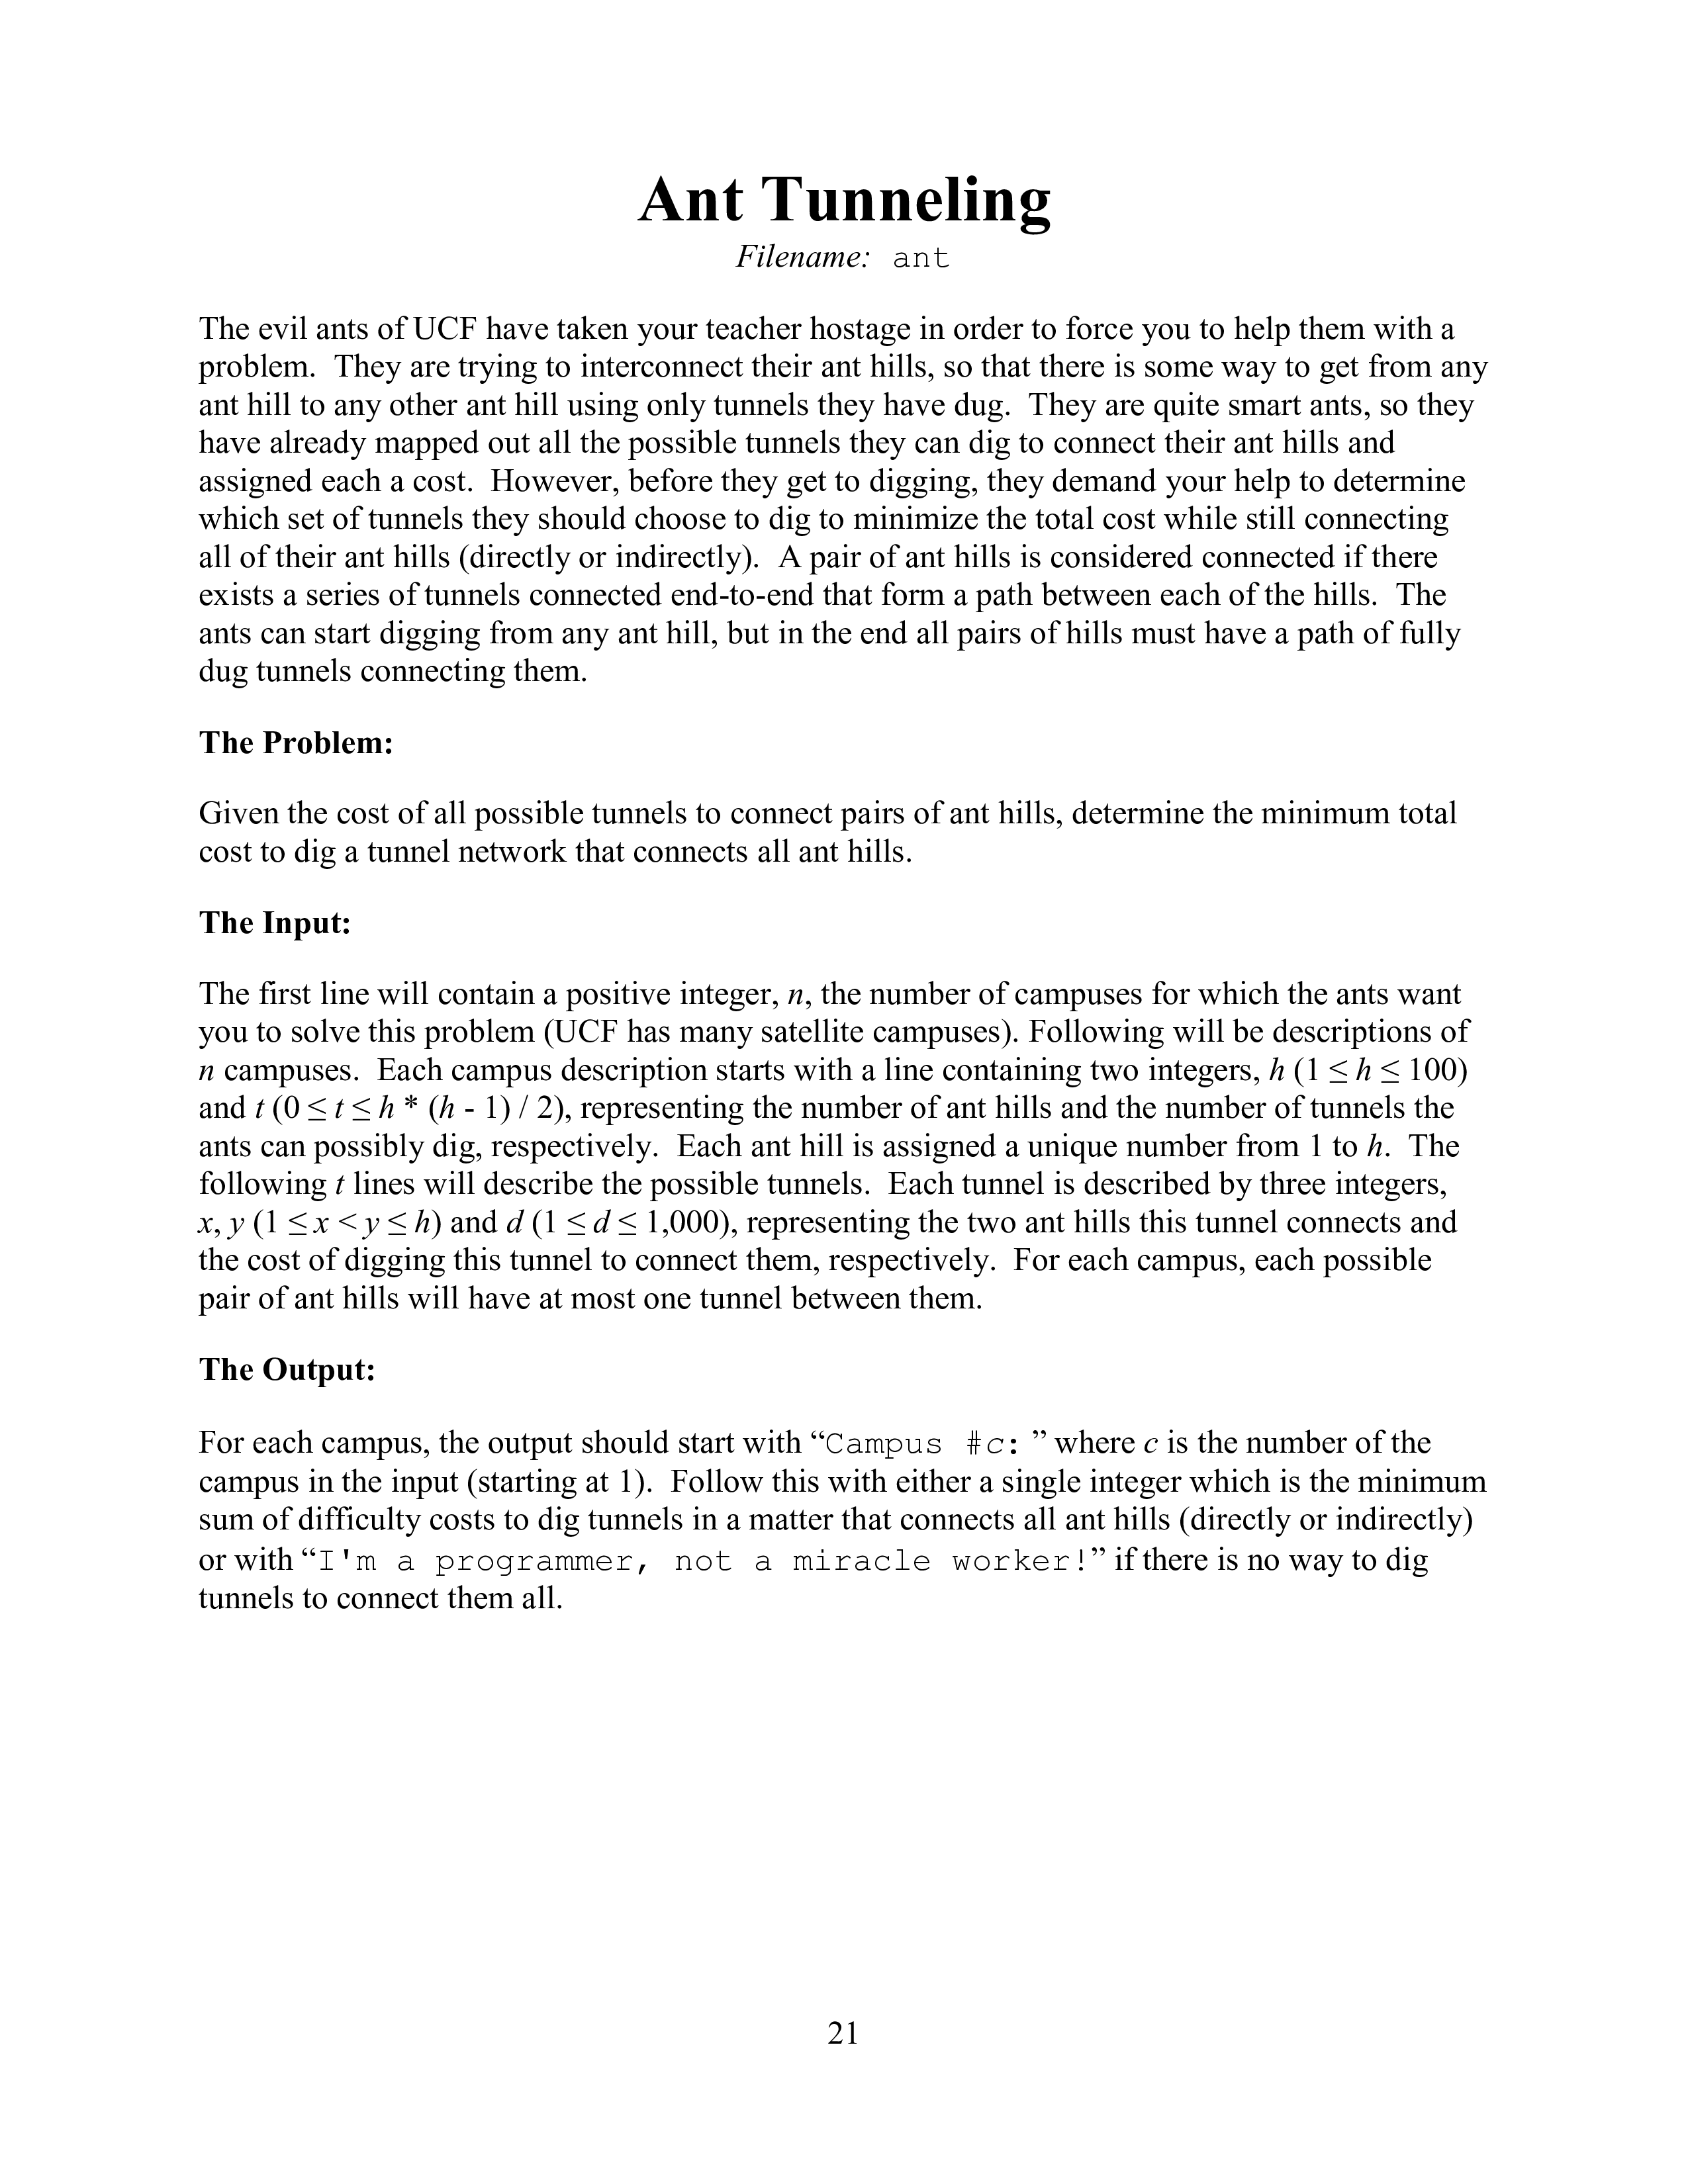 Ant Tunneling
Filename: ant
The evil ants of UCF have taken your teacher hostage in order to force you to help them with a
problem. They are trying to interconnect their ant hills, so that there is some way to get from any
ant hill to any other ant hill using only tunnels they have dug. They are quite smart ants, so they
have already mapped out all the possible tunnels they can dig to connect their ant hills and
assigned each a cost. However, before they get to digging, they demand your help to determine
which set of tunnels they should choose to dig to minimize the total cost while still connecting
all of their ant hills (directly or indirectly). A pair of ant hills is considered connected if there
exists a series of tunnels connected end-to-end that form a path between each of the hills. The
ants can start digging from any ant hill, but in the end all pairs of hills must have a path of fully
dug tunnels connecting them.
The Problem:
Given the cost of all possible tunnels to connect pairs of ant hills, determine the minimum total
cost to dig a tunnel network that connects all ant hills.
The Input:
The first line will contain a positive integer, n, the number of campuses for which the ants want
you to solve this problem (UCF has many satellite campuses). Following will be descriptions of
n campuses. Each campus description starts with a line containing two integers, h (1 ≤ h ≤ 100)
and t (0 ≤ t ≤ h * (h - 1) / 2), representing the number of ant hills and the number of tunnels the
ants can possibly dig, respectively. Each ant hill is assigned a unique number from 1 to h. The
following t lines will describe the possible tunnels. Each tunnel is described by three integers,
x, y (1 ≤ x < y ≤ h) and d (1 ≤ d ≤ 1,000), representing the two ant hills this tunnel connects and
the cost of digging this tunnel to connect them, respectively. For each campus, each possible
pair of ant hills will have at most one tunnel between them.
The Output:
For each campus, the output should start with “Campus #c: ” where c is the number of the
campus in the input (starting at 1). Follow this with either a single integer which is the minimum
sum of difficulty costs to dig tunnels in a matter that connects all ant hills (directly or indirectly)
or with “I'm a programmer, not a miracle worker!” if there is no way to dig
tunnels to connect them all.
21